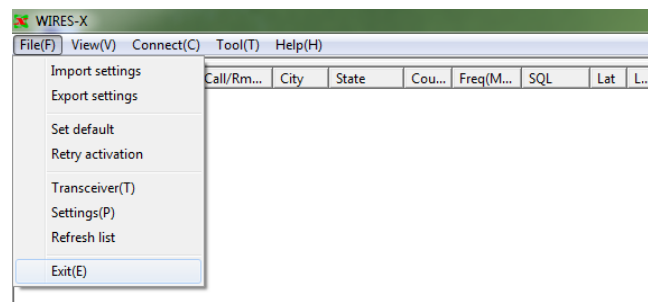 WIRES-X
File(F) View(V) Connect(C) Tool(T) Help(H)
Call/Rm... City State Cou... Freq(M... SQL Lat L...
Import settings
Export settings
Set default
Retry activation
Transceiver(T)
Settings(P)
Refresh list
Exit(E)